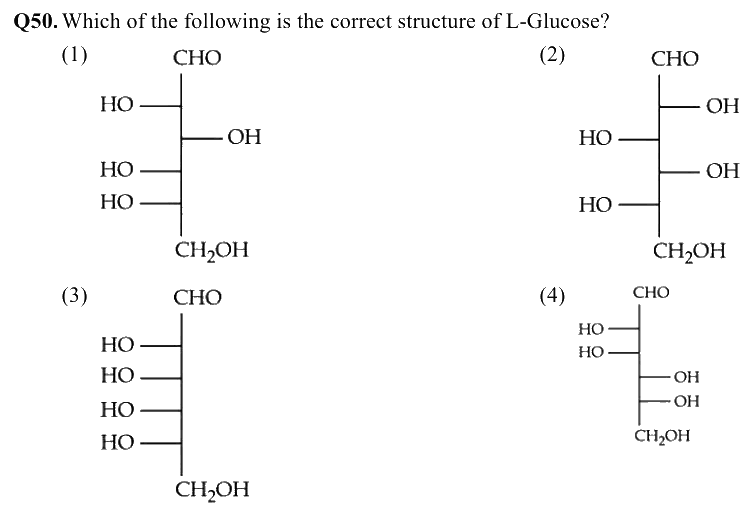 Q50. Which of the following is the correct structure of L-Glucose?
(1)
CHO
HO
OH
HO
HO
CH₂OH
(2)
CHO
OH
HO
OH
HO
CH₂OH
(3)
CHO
HO
HO
HO
HO
CH₂OH
(4)
CHO
HO
HO
OH
OH
CH₂OH